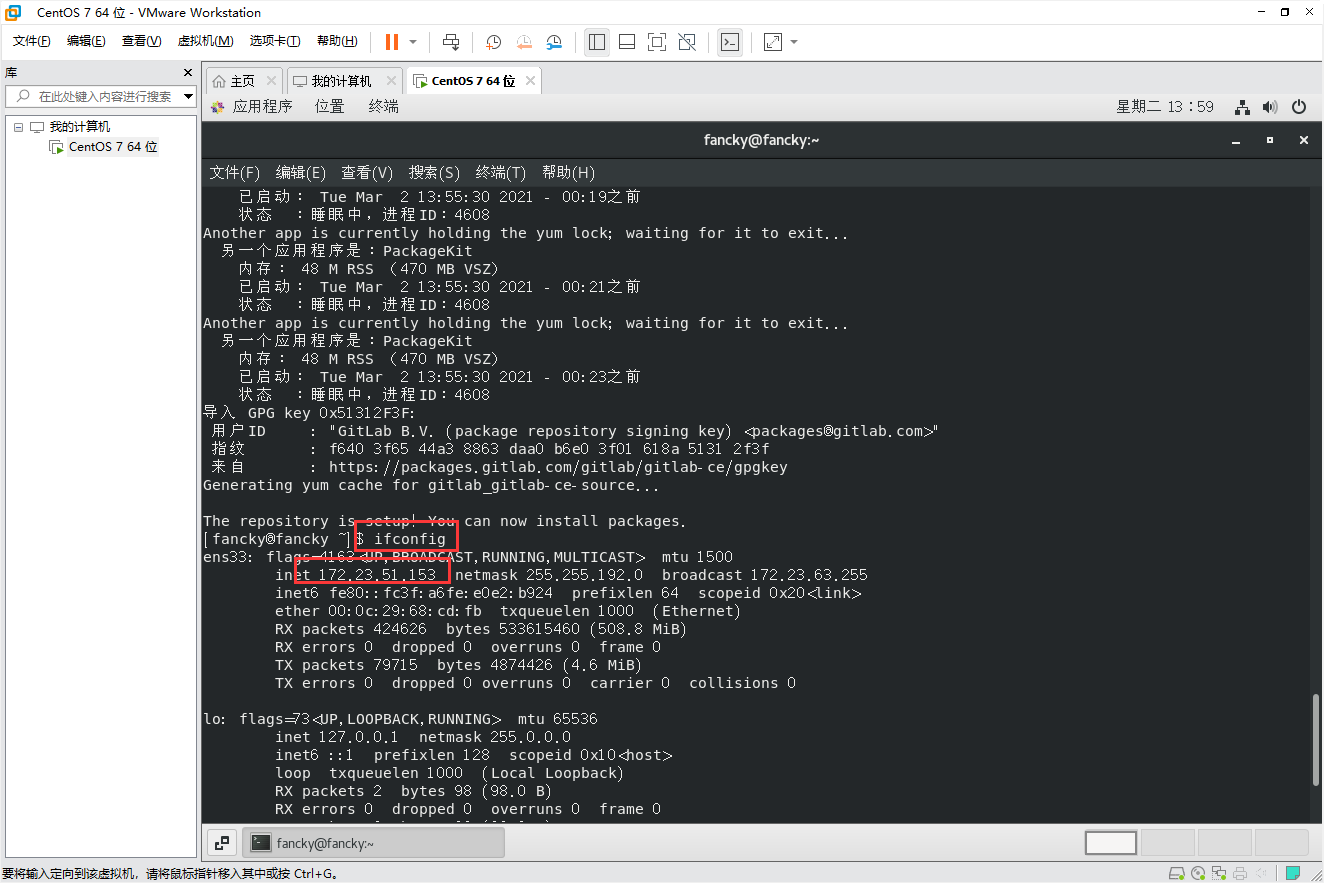 CentOS 7 64 位 - VMware Workstation
文件(F) 编辑(E) 查看(V) 虚拟机(M) 选项卡(T) 帮助(H)
库
在此处键入内容进行搜索
我的计算机
CentOS 7 64 位
主页 我的计算机 CentOS 7 64 位
应用程序 位置 终端 星期二 13：59
fancky@fancky:~
文件(F) 编辑(E) 查看(V) 搜索(S) 终端(T) 帮助(H)
已启动： Tue Mar  2 13:55:30 2021 - 00:19之前
状态  ：睡眠中，进程ID：4608
Another app is currently holding the yum lock; waiting for it to exit...
另一个应用程序是：PackageKit
内存： 48 M RSS （470 MB VSZ）
已启动： Tue Mar  2 13:55:30 2021 - 00:21之前
状态  ：睡眠中，进程ID：4608
Another app is currently holding the yum lock; waiting for it to exit...
另一个应用程序是：PackageKit
内存： 48 M RSS （470 MB VSZ）
已启动： Tue Mar  2 13:55:30 2021 - 00:23之前
状态  ：睡眠中，进程ID：4608
导入 GPG key 0x51312F3F:
用户ID     : "GitLab B.V. (package repository signing key) <packages@gitlab.com>"
指纹       : f640 3f65 44a3 8863 daa0 b6e0 3f01 618a 5131 2f3f
来自       : https://packages.gitlab.com/gitlab/gitlab-ce/gpgkey
Generating yum cache for gitlab_gitlab-ce-source...
The repository is setup! You can now install packages.
[fancky@fancky ~]$ ifconfig
ens33: flags=4163<UP,BROADCAST,RUNNING,MULTICAST>  mtu 1500
inet 172.23.51.153  netmask 255.255.192.0  broadcast 172.23.63.255
inet6 fe80::fc3f:a6fe:e0e2:b924  prefixlen 64  scopeid 0x20<link>
ether 00:0c:29:68:cd:fb  txqueuelen 1000  (Ethernet)
RX packets 424626  bytes 533615460 (508.8 MiB)
RX errors 0  dropped 0  overruns 0  frame 0
TX packets 79715  bytes 4874426 (4.6 MiB)
TX errors 0  dropped 0 overruns 0  carrier 0  collisions 0
lo: flags=73<UP,LOOPBACK,RUNNING>  mtu 65536
inet 127.0.0.1  netmask 255.0.0.0
inet6 ::1  prefixlen 128  scopeid 0x10<host>
loop  txqueuelen 1000  (Local Loopback)
RX packets 2  bytes 98 (98.0 B)
RX errors 0  dropped 0  overruns 0  frame 0
fancky@fancky:~
要将输入定向到该虚拟机，请将鼠标指针移入其中或按 Ctrl+G。